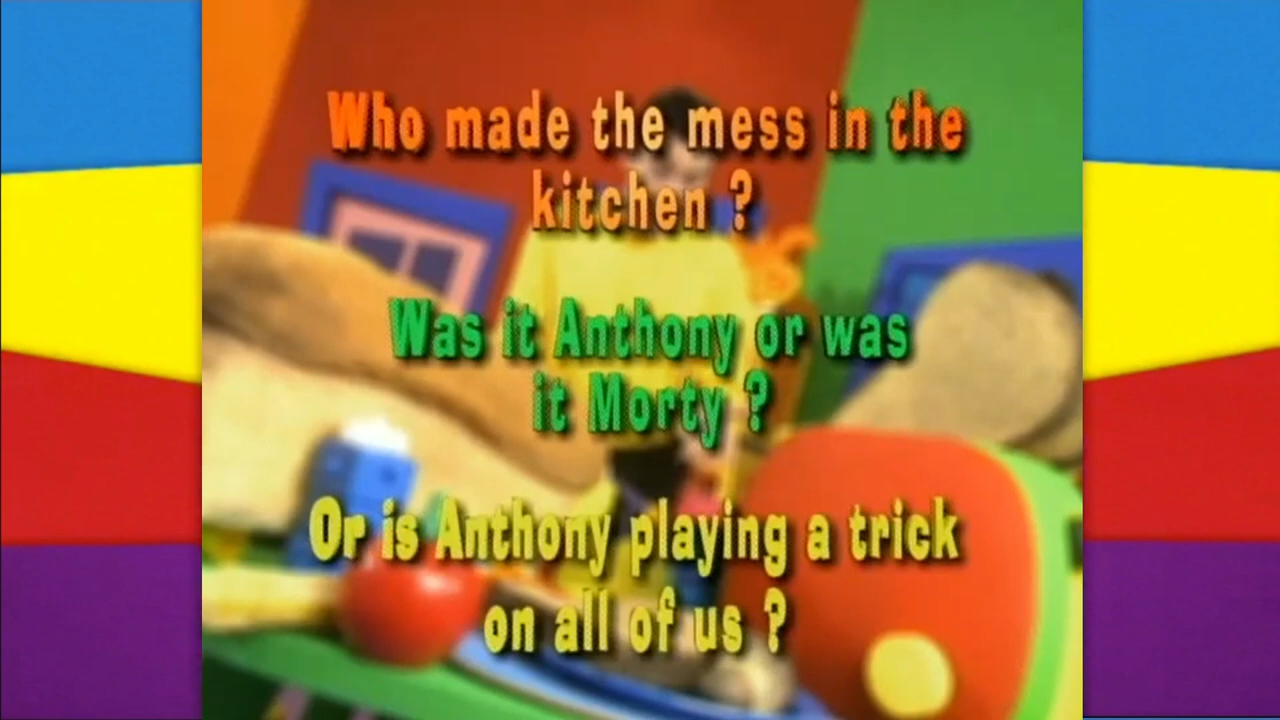 Who made the mess in the
kitchen ?
Was it Anthony or was
it Morty ?
Or is Anthony playing a trick
on all of us ?